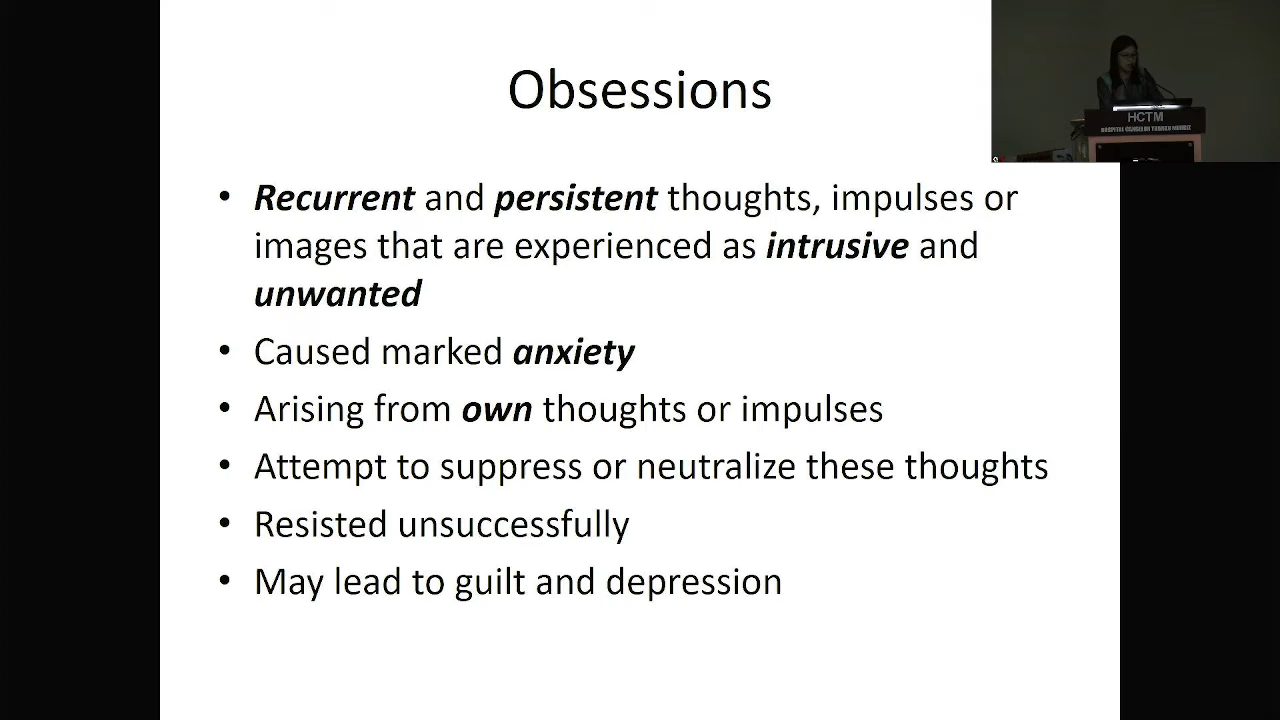 Obsessions
HCTM
• Recurrent and persistent thoughts, impulses or
images that are experienced as intrusive and
unwanted
• Caused marked anxiety
• Arising from own thoughts or impulses
• Attempt to suppress or neutralize these thoughts
• Resisted unsuccessfully
• May lead to guilt and depression